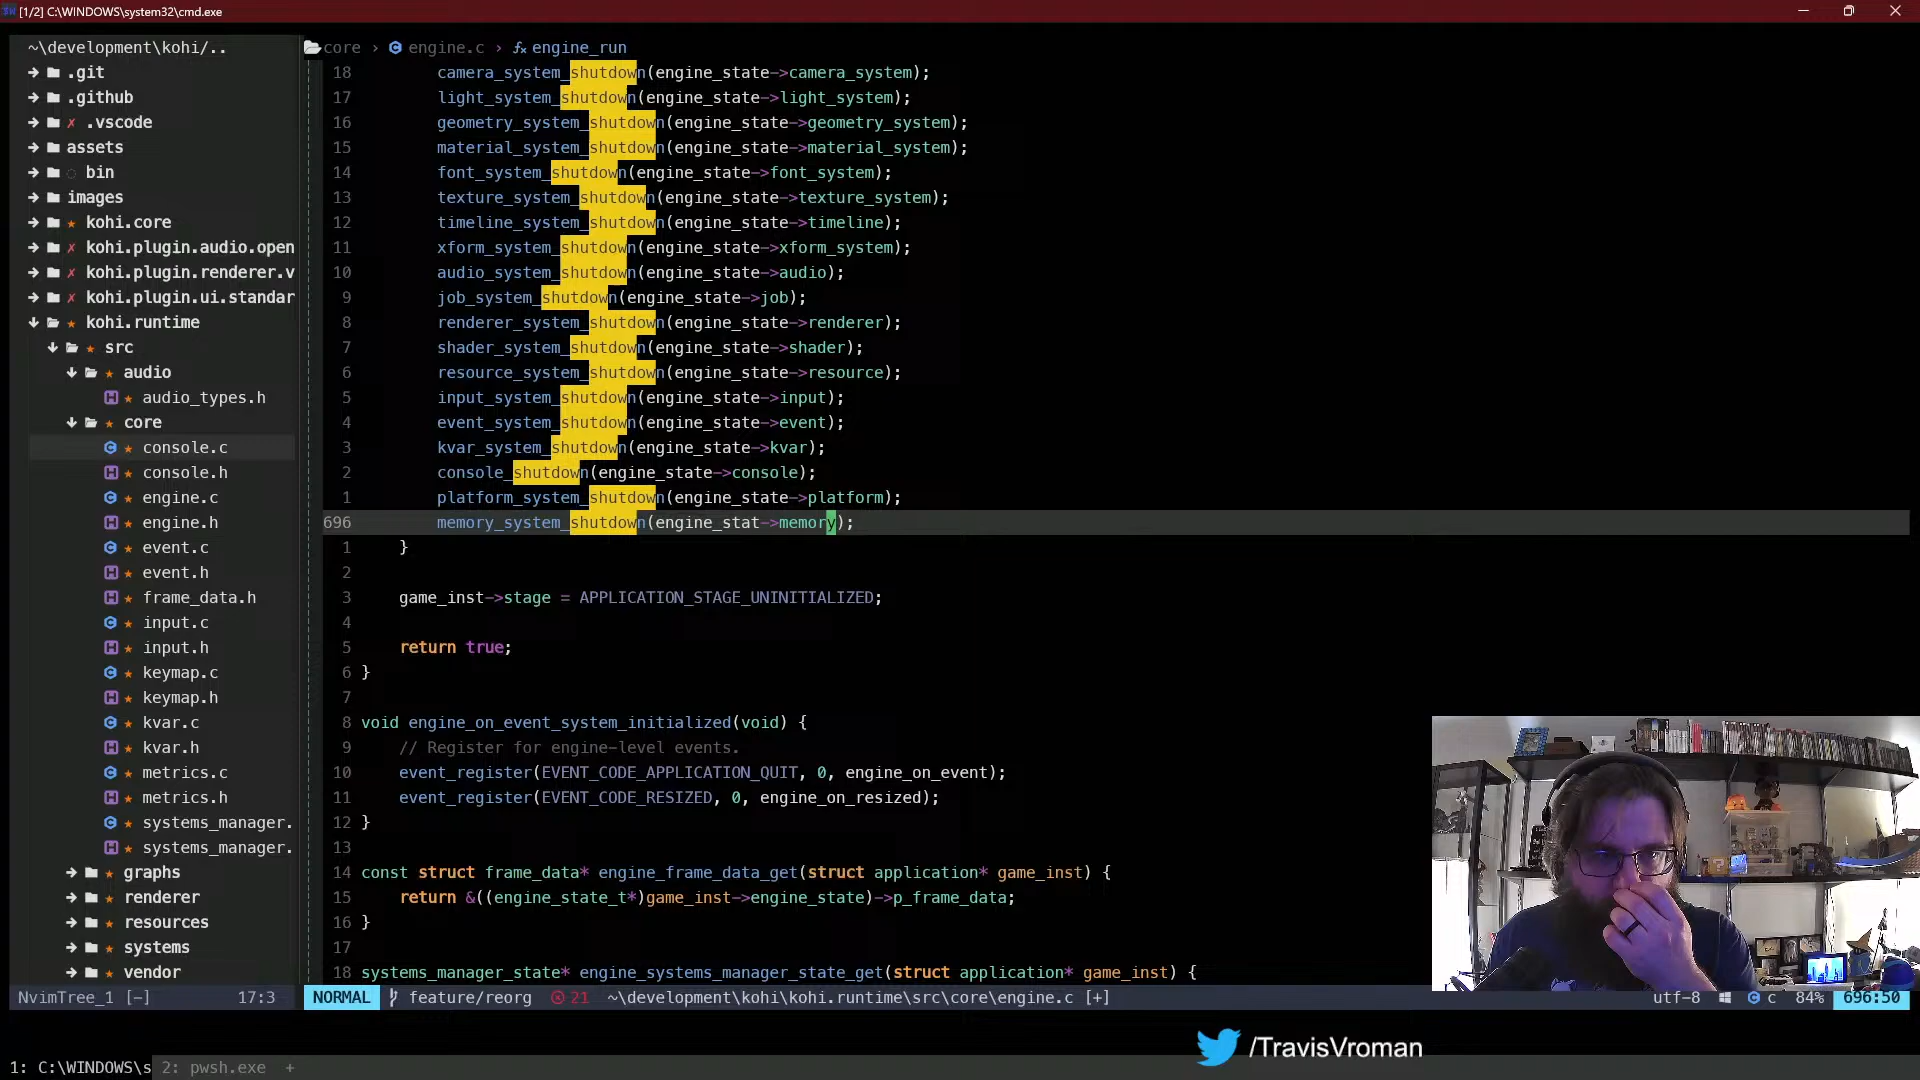 [1/2] C:\WINDOWS\system32\cmd.exe
~\development\kohi/..
.git
.github
✗ .vscode
assets
bin
images
kohi.core
✗ kohi.plugin.audio.open
✗ kohi.plugin.renderer.v
✗ kohi.plugin.ui.standar
kohi.runtime
src
audio
audio_types.h
core
console.c
console.h
engine.c
engine.h
event.c
event.h
frame_data.h
input.c
input.h
keymap.c
keymap.h
kvar.c
kvar.h
metrics.c
metrics.h
systems_manager.
systems_manager.
graphs
renderer
resources
systems
vendor
NvimTree_1 [-] 17:3
core > engine.c > engine_run
18 camera_system_shutdown(engine_state->camera_system);
17 light_system_shutdown(engine_state->light_system);
16 geometry_system_shutdown(engine_state->geometry_system);
15 material_system_shutdown(engine_state->material_system);
14 font_system_shutdown(engine_state->font_system);
13 texture_system_shutdown(engine_state->texture_system);
12 timeline_system_shutdown(engine_state->timeline);
11 xform_system_shutdown(engine_state->xform_system);
10 audio_system_shutdown(engine_state->audio);
9 job_system_shutdown(engine_state->job);
8 renderer_system_shutdown(engine_state->renderer);
7 shader_system_shutdown(engine_state->shader);
6 resource_system_shutdown(engine_state->resource);
5 input_system_shutdown(engine_state->input);
4 event_system_shutdown(engine_state->event);
3 kvar_system_shutdown(engine_state->kvar);
2 console_shutdown(engine_state->console);
1 platform_system_shutdown(engine_state->platform);
696 memory_system_shutdown(engine_stat->memory);
1 }
2
3 game_inst->stage = APPLICATION_STAGE_UNINITIALIZED;
4
5 return true;
6 }
7
8 void engine_on_event_system_initialized(void) {
9 // Register for engine-level events.
10 event_register(EVENT_CODE_APPLICATION_QUIT, 0, engine_on_event);
11 event_register(EVENT_CODE_RESIZED, 0, engine_on_resized);
12 }
13
14 const struct frame_data* engine_frame_data_get(struct application* game_inst) {
15 return &((engine_state_t*)game_inst->engine_state)->p_frame_data;
16 }
17
18 systems_manager_state* engine_systems_manager_state_get(struct application* game_inst) {
NORMAL feature/reorg 21 ~\development\kohi\kohi.runtime\src\core\engine.c [+] utf-8 c 84% 696:50
/TravisVroman
1: C:\WINDOWS\s 2: pwsh.exe +